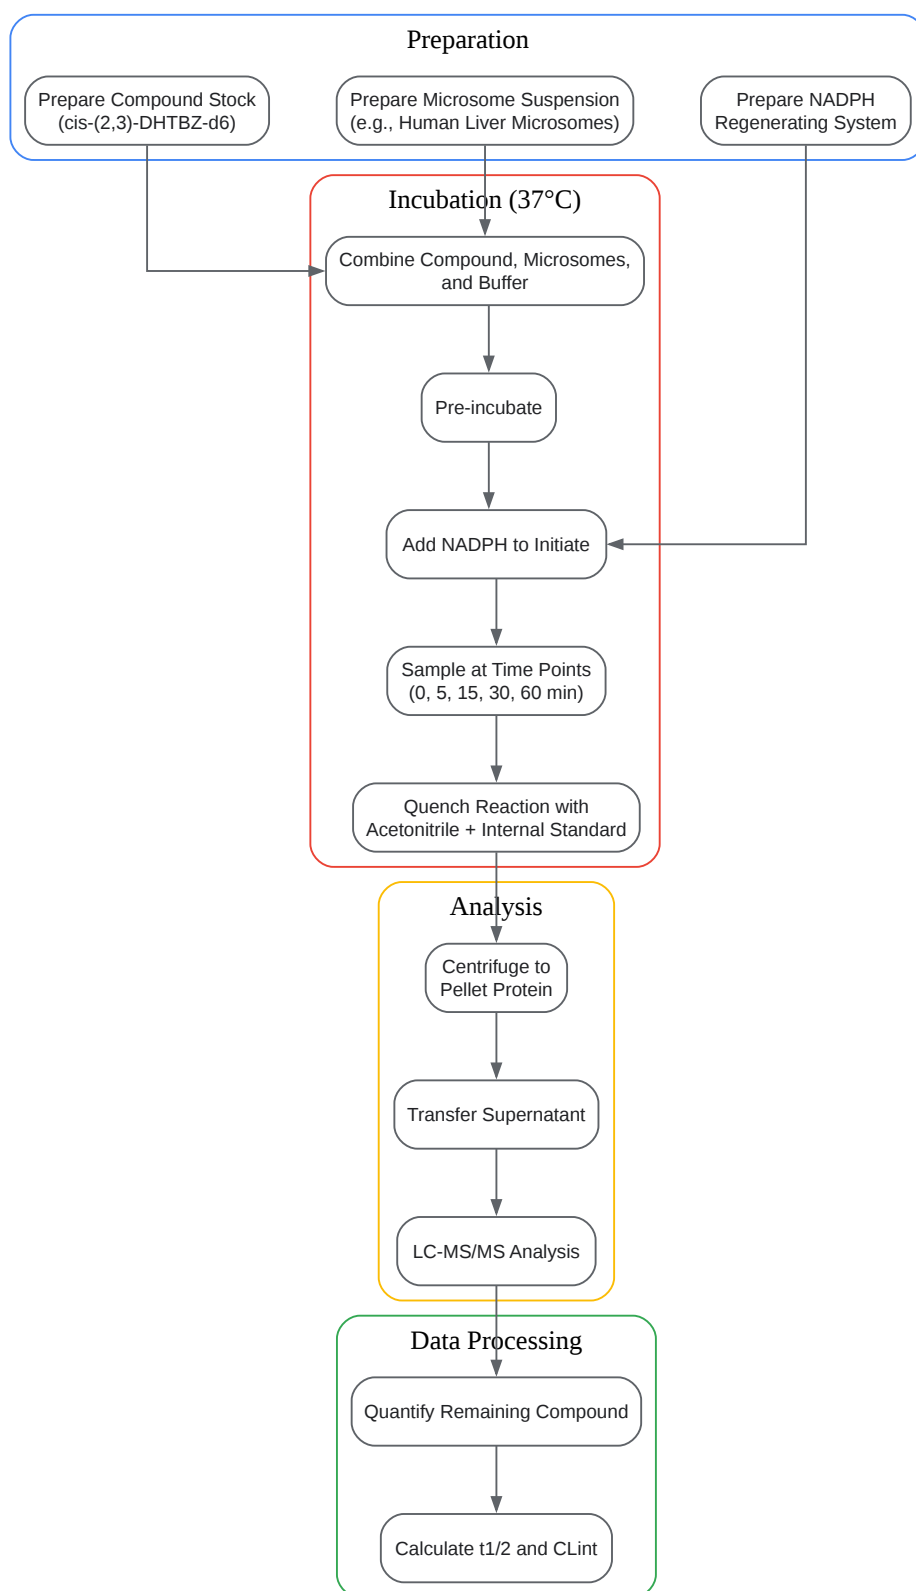 Preparation
Prepare Compound Stock
(cis-(2,3)-DHTBZ-d6)
Prepare Microsome Suspension
(e.g., Human Liver Microsomes)
Prepare NADPH
Regenerating System
Incubation (37°C)
Combine Compound, Microsomes,
and Buffer
Pre-incubate
Add NADPH to Initiate
Sample at Time Points
(0, 5, 15, 30, 60 min)
Quench Reaction with
Acetonitrile + Internal Standard
Analysis
Centrifuge to
Pellet Protein
Transfer Supernatant
LC-MS/MS Analysis
Data Processing
Quantify Remaining Compound
Calculate t1/2 and CLint